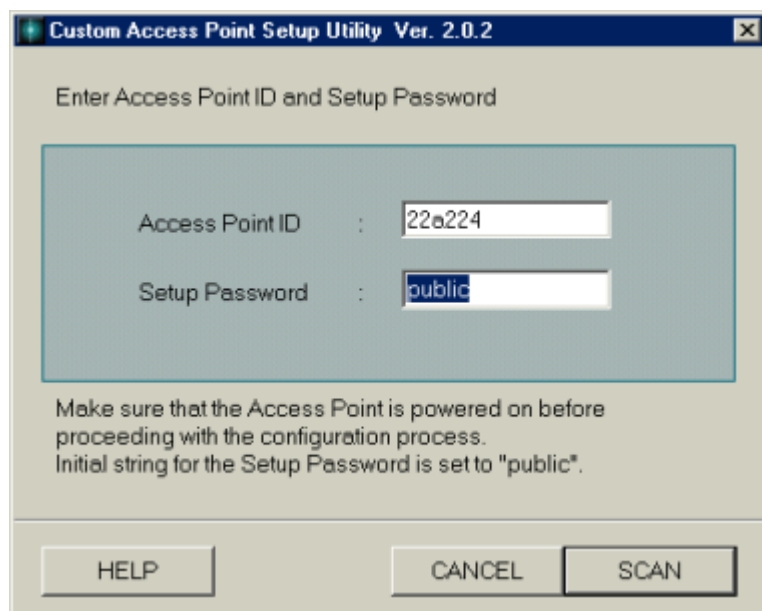 Custom Access Point Setup Utility Ver. 2.0.2
Enter Access Point ID and Setup Password
Access Point ID : 22a224
Setup Password : public
Make sure that the Access Point is powered on before
proceeding with the configuration process.
Initial string for the Setup Password is set to "public".
HELP CANCEL SCAN